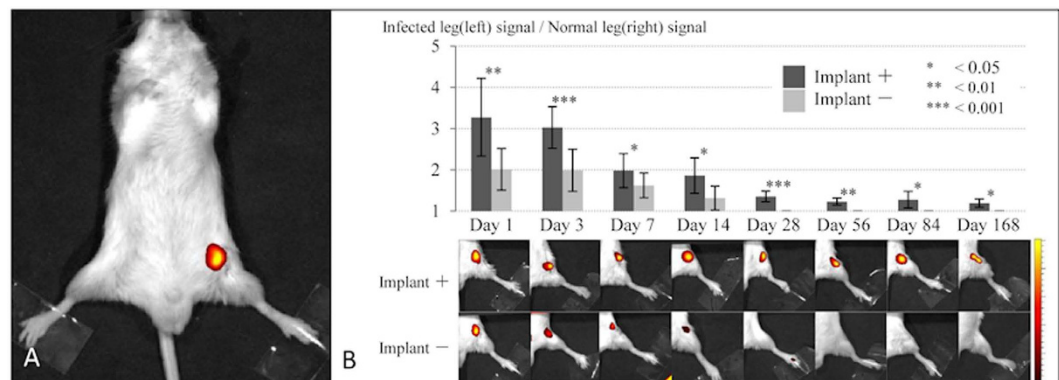 A
B
Infected leg(left) signal / Normal leg(right) signal
5
4
3
2
1
** *** * * *** ** * *
Implant +
Implant −
* < 0.05
** < 0.01
*** < 0.001
Day 1 Day 3 Day 7 Day 14 Day 28 Day 56 Day 84 Day 168
Implant +
Implant −